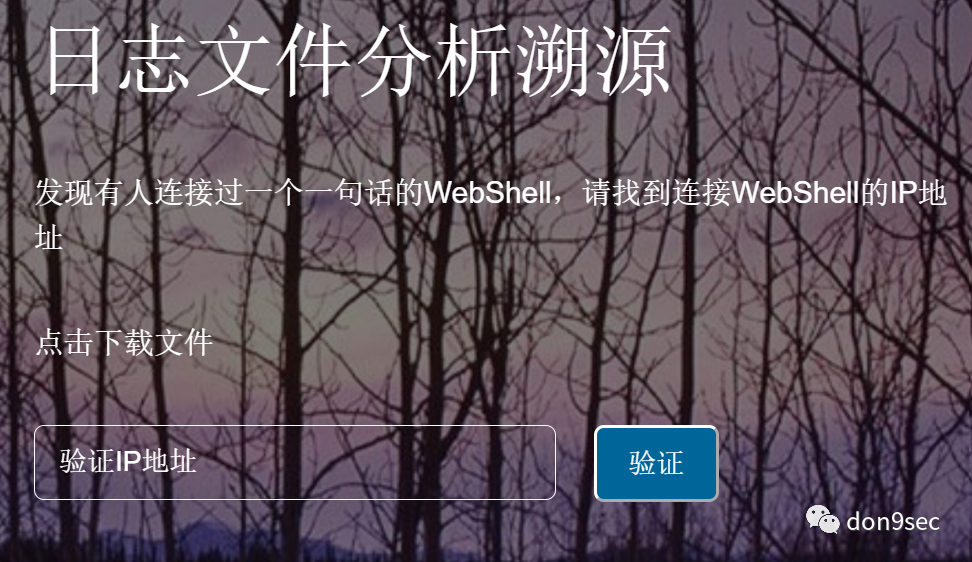 日志文件分析溯源
发现有人连接过一个一句话的WebShell，请找到连接WebShell的IP地
址
点击下载文件
验证IP地址
验证
don9sec